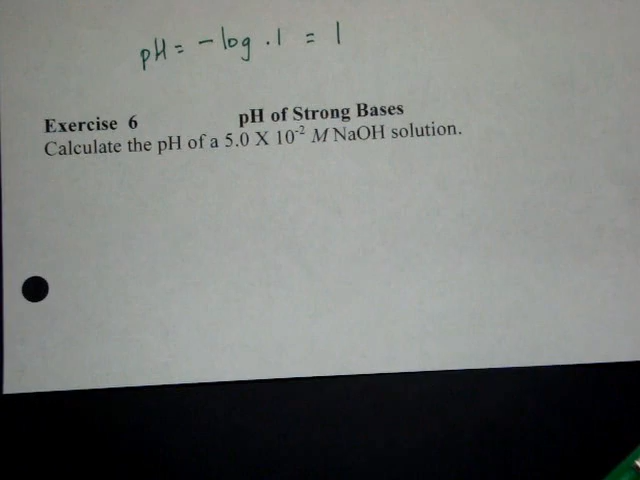 pH = - log .1 = 1
Exercise 6 pH of Strong Bases
Calculate the pH of a 5.0 X 10⁻² M NaOH solution.